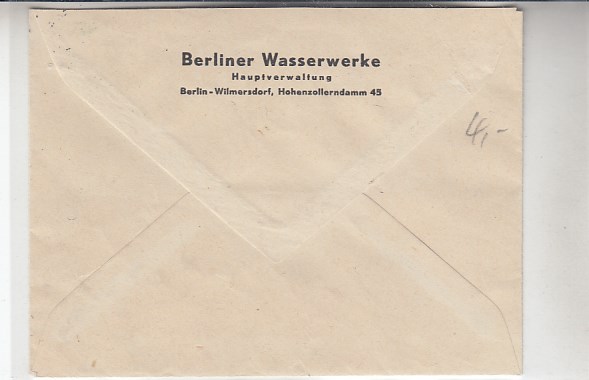 Berliner Wasserwerke
Hauptverwaltung
Berlin-Wilmersdorf, Hohenzollerndamm 45
4,-